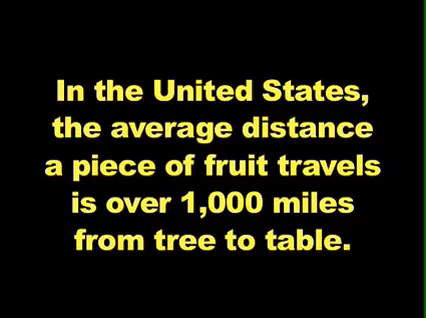 In the United States,
the average distance
a piece of fruit travels
is over 1,000 miles
from tree to table.